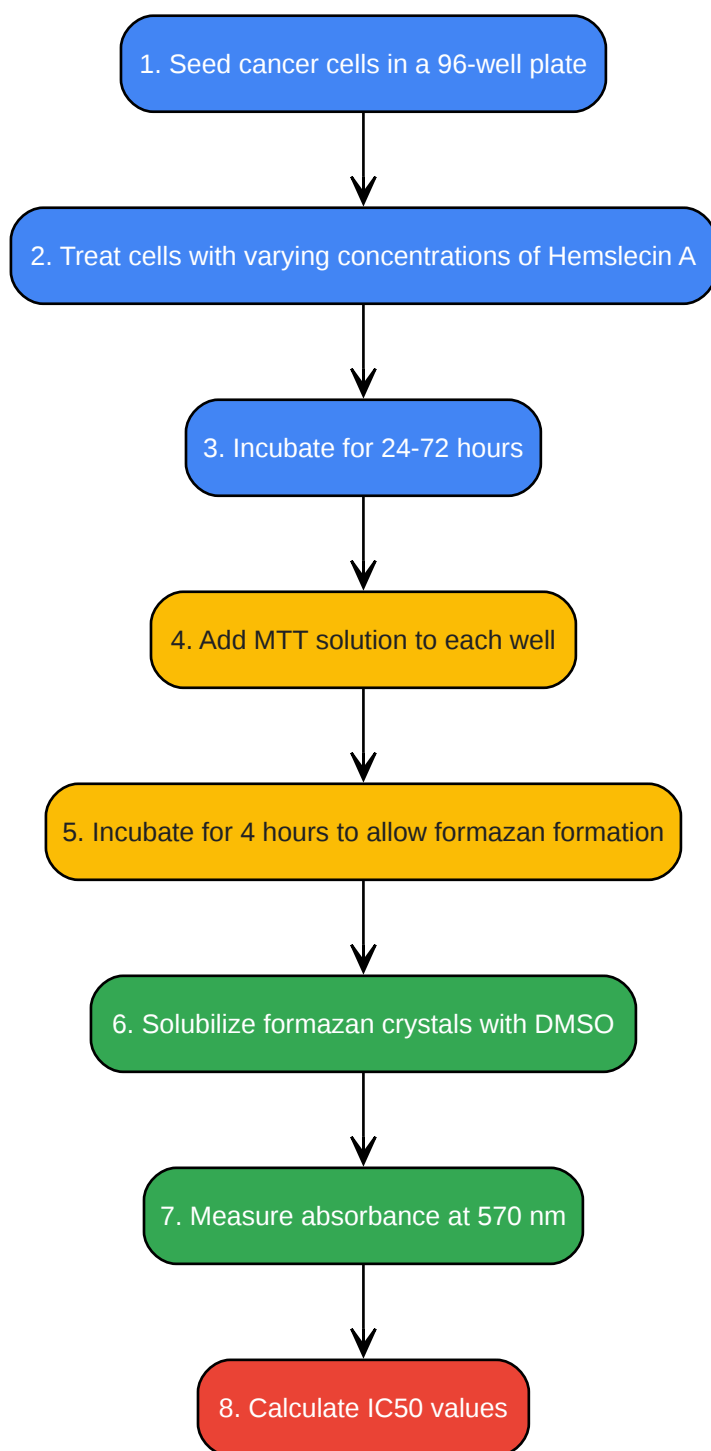 1. Seed cancer cells in a 96-well plate
2. Treat cells with varying concentrations of Hemslecin A
3. Incubate for 24-72 hours
4. Add MTT solution to each well
5. Incubate for 4 hours to allow formazan formation
6. Solubilize formazan crystals with DMSO
7. Measure absorbance at 570 nm
8. Calculate IC50 values